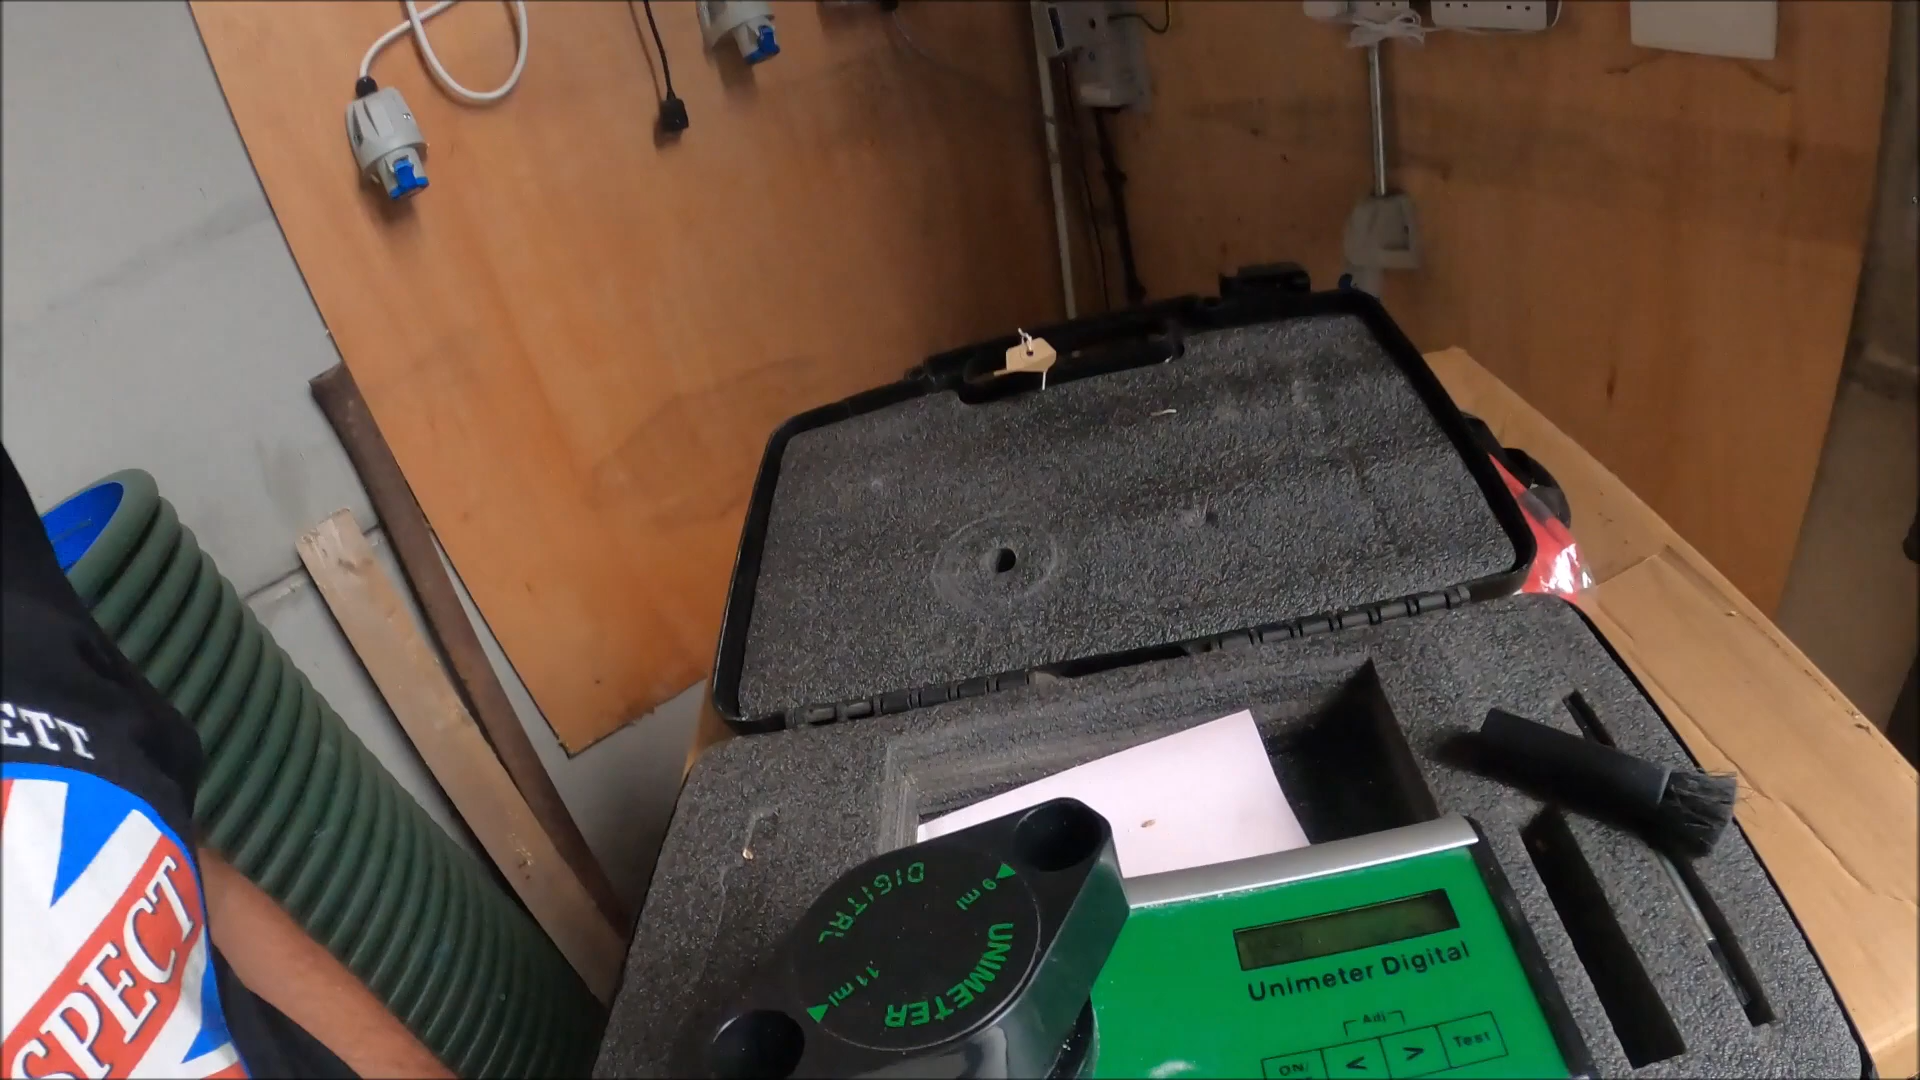 ETT
SPECT
DIGITAL
9 ml
UNIMETER
11 ml
Unimeter Digital
Adj
ON/
<
>
Test